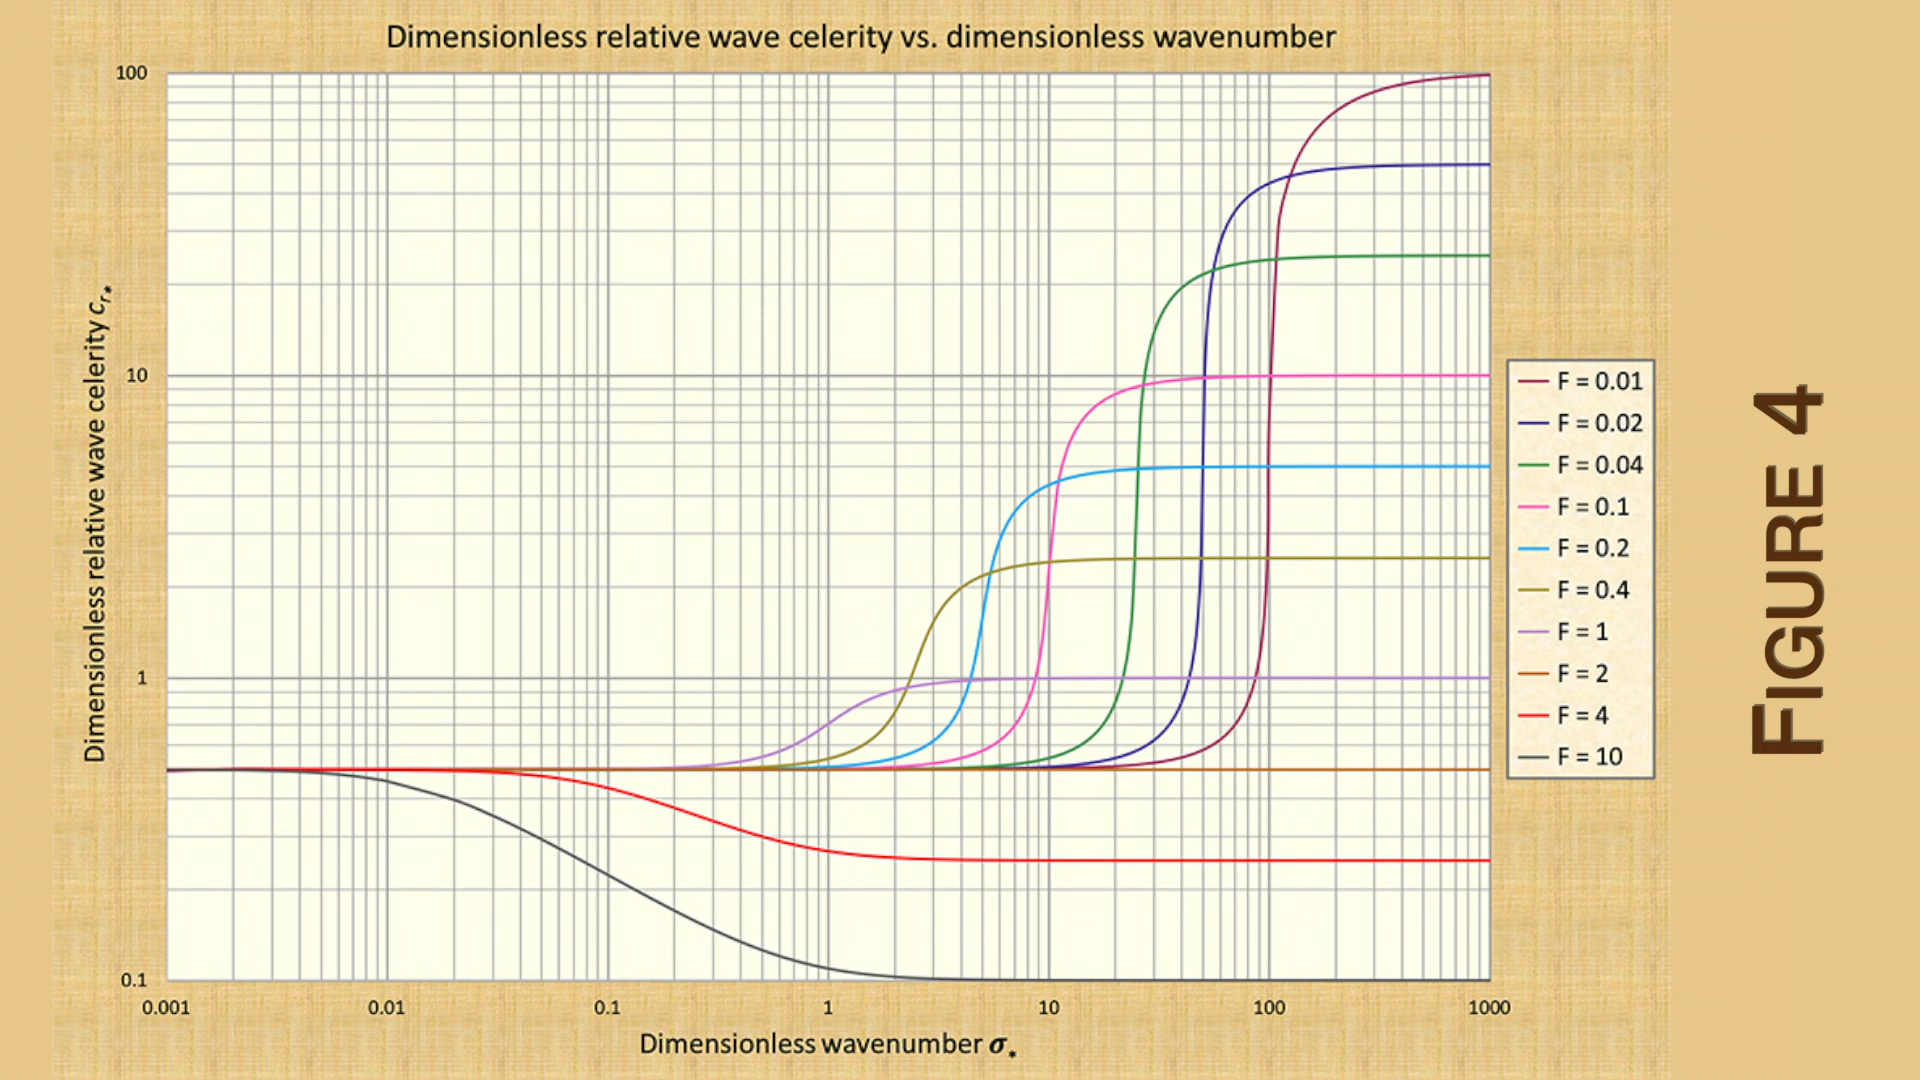 Dimensionless relative wave celerity vs. dimensionless wavenumber
Dimensionless relative wave celerity cᵣ*
100
10
1
0.1
0.001
0.01
0.1
1
10
100
1000
Dimensionless wavenumber σ*
F = 0.01
F = 0.02
F = 0.04
F = 0.1
F = 0.2
F = 0.4
F = 1
F = 2
F = 4
F = 10
FIGURE 4